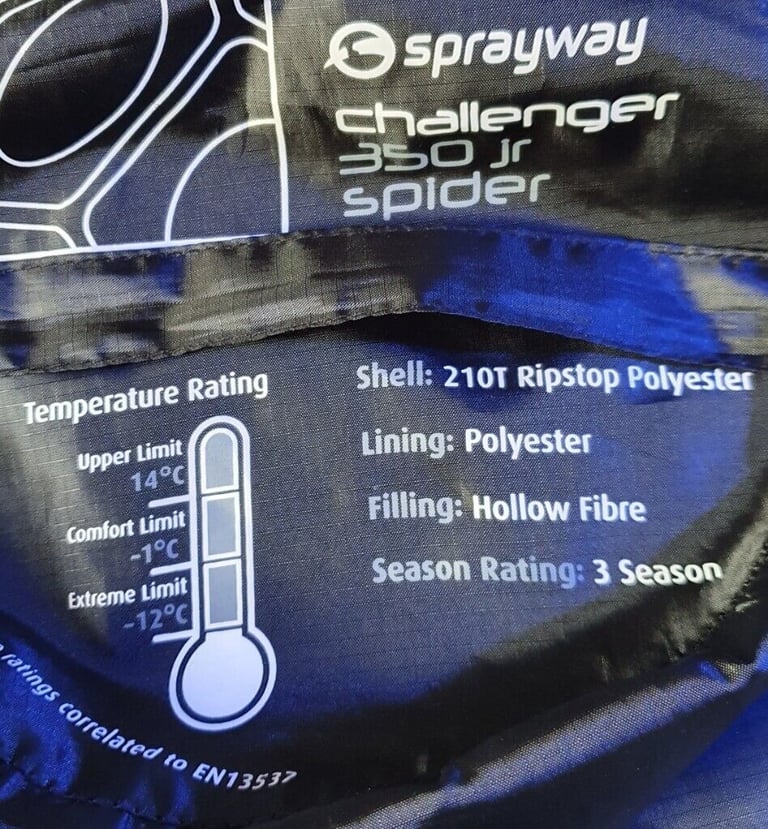 sprayway
challenger
350 jr
spider
Temperature Rating
Upper Limit
14°C
Comfort Limit
-1°C
Extreme Limit
-12°C
Shell: 210T Ripstop Polyester
Lining: Polyester
Filling: Hollow Fibre
Season Rating: 3 Season
ratings correlated to EN13537